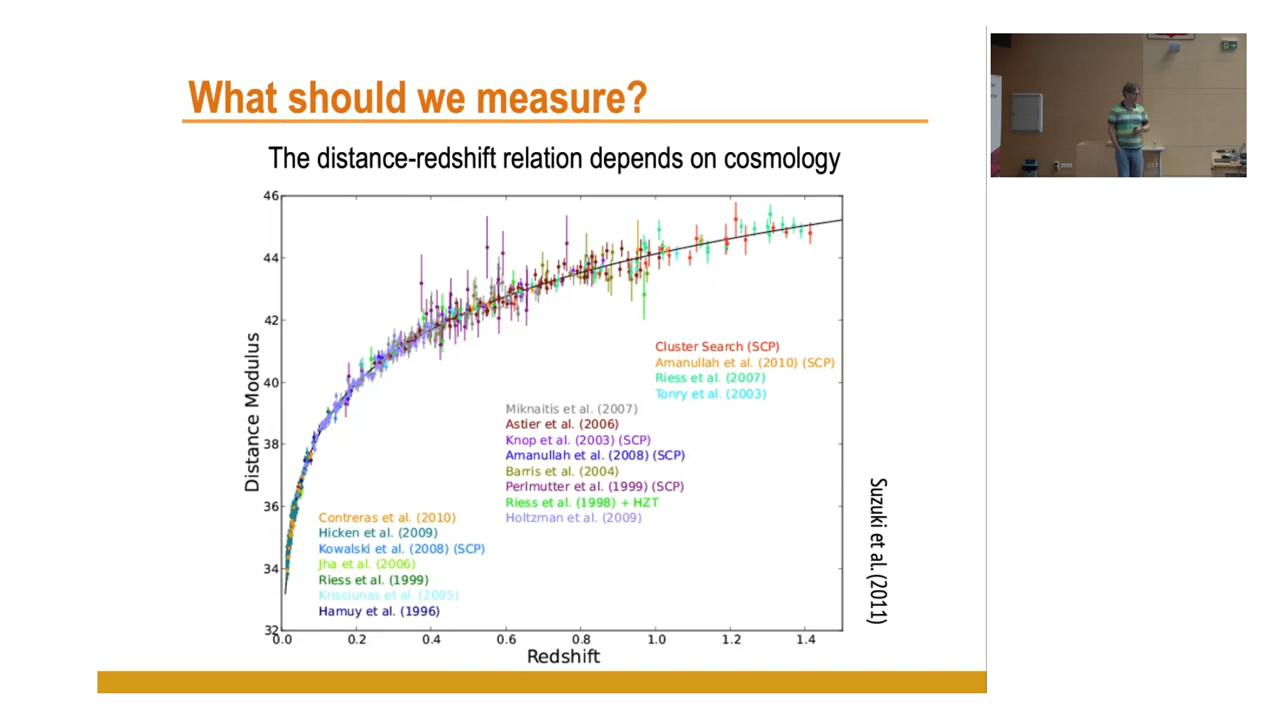 What should we measure?
The distance-redshift relation depends on cosmology
46
44
42
40
38
36
34
32
Distance Modulus
Cluster Search (SCP)
Amanullah et al. (2010) (SCP)
Riess et al. (2007)
Tonry et al. (2003)
Miknaitis et al. (2007)
Astier et al. (2006)
Knop et al. (2003) (SCP)
Amanullah et al. (2008) (SCP)
Barris et al. (2004)
Perlmutter et al. (1999) (SCP)
Riess et al. (1998) + HZT
Holtzman et al. (2009)
Contreras et al. (2010)
Hicken et al. (2009)
Kowalski et al. (2008) (SCP)
Jha et al. (2006)
Riess et al. (1999)
Krisciunas et al. (2005)
Hamuy et al. (1996)
0.0 0.2 0.4 0.6 0.8 1.0 1.2 1.4
Redshift
Suzuki et al.(2011)